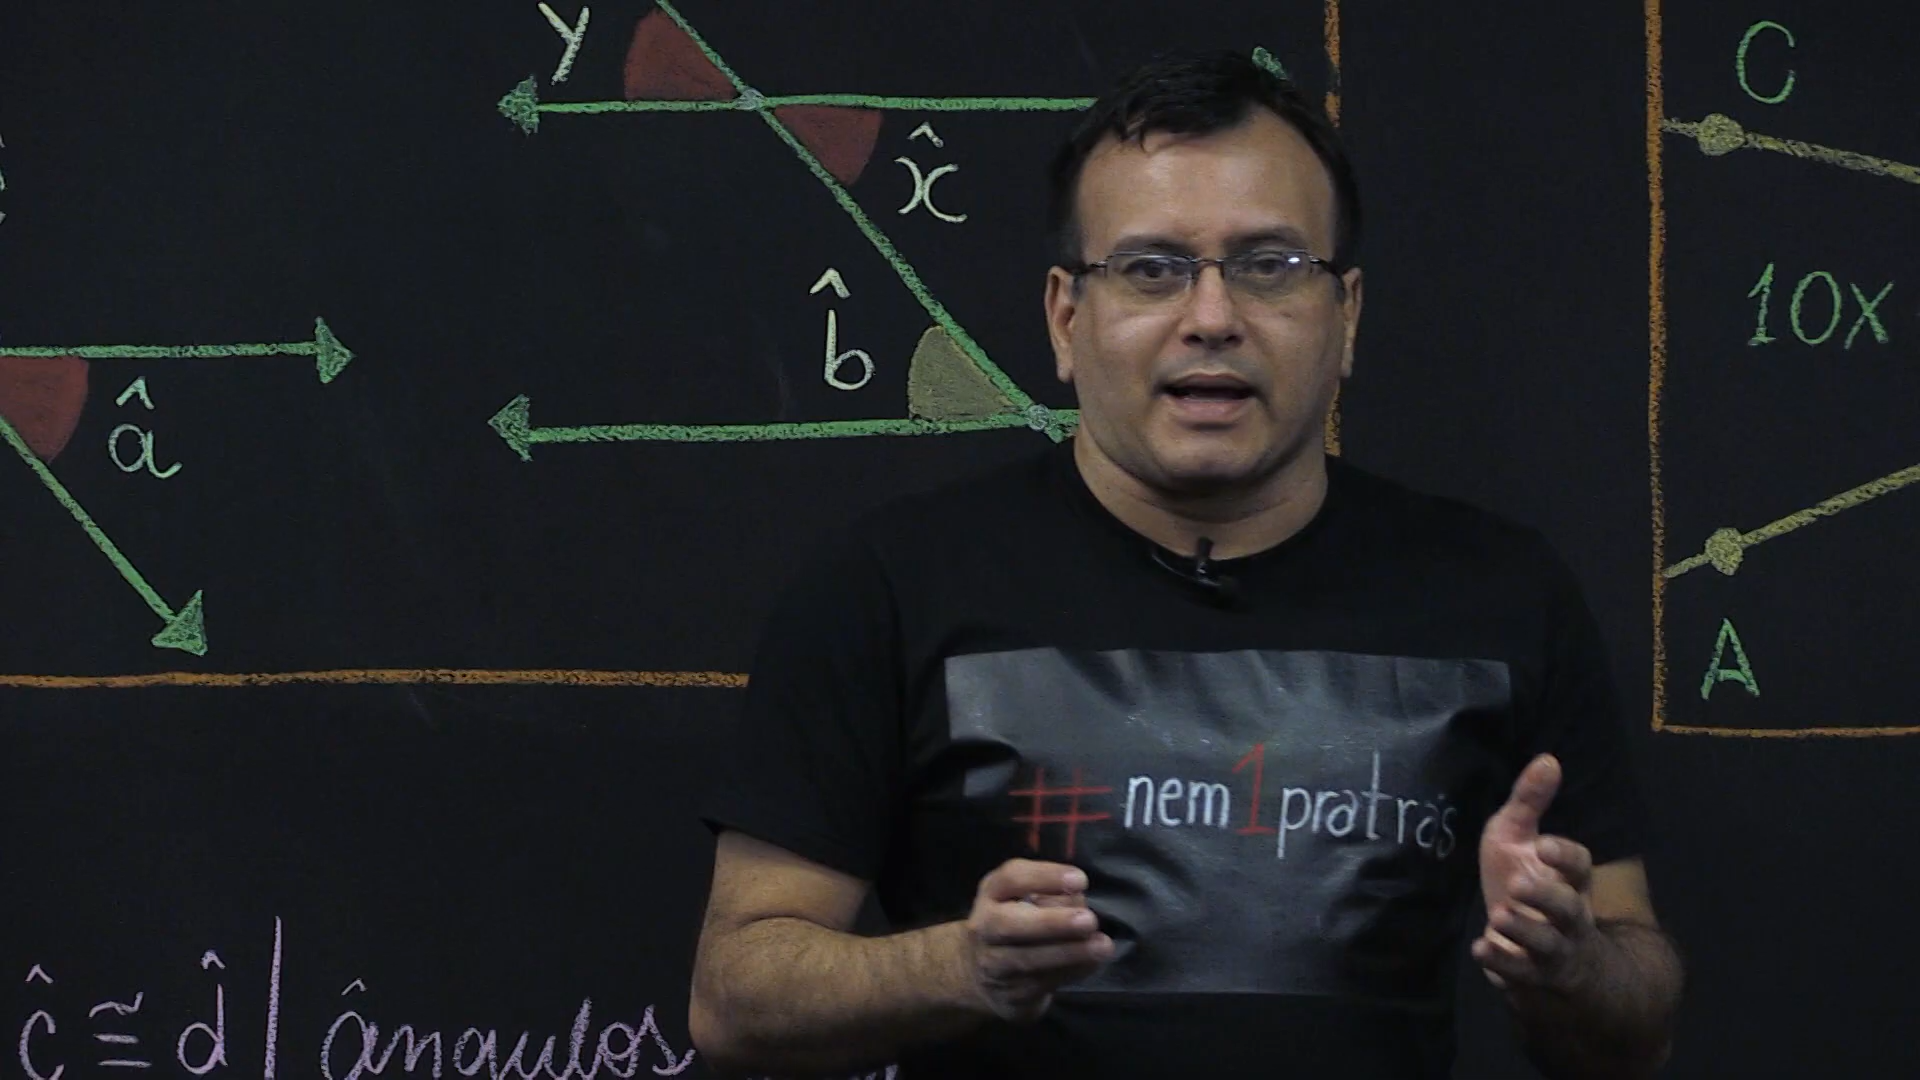 y
x̂
b̂
â
C
10x
A
#nem1pratrás
ĉ ≅ d̂ | ângulos